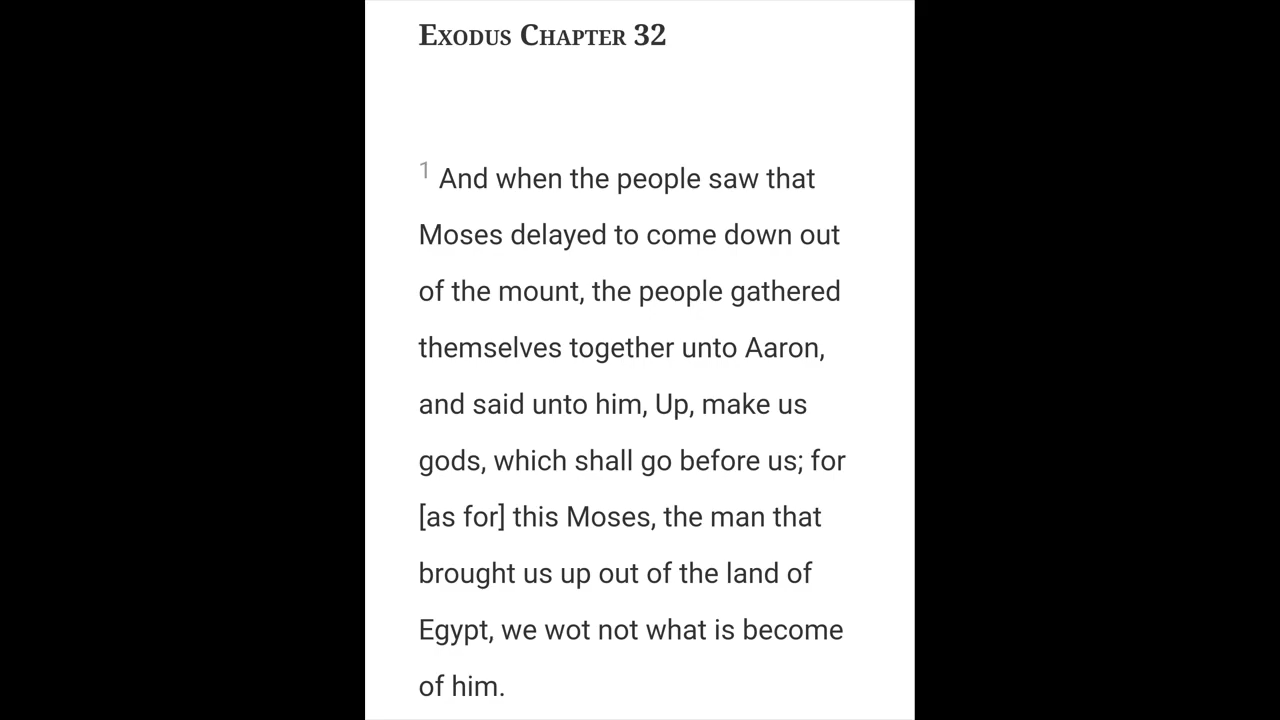 Exodus Chapter 32
1 And when the people saw that
Moses delayed to come down out
of the mount, the people gathered
themselves together unto Aaron,
and said unto him, Up, make us
gods, which shall go before us; for
[as for] this Moses, the man that
brought us up out of the land of
Egypt, we wot not what is become
of him.